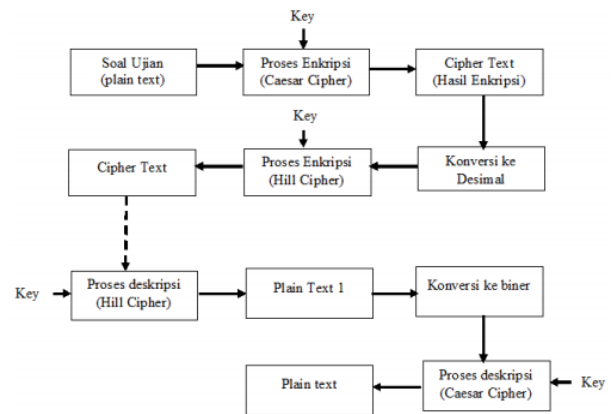 Key
Soal Ujian
(plain text)
Proses Enkripsi
(Caesar Cipher)
Cipher Text
(Hasil Enkripsi)
Key
Cipher Text
Proses Enkripsi
(Hill Cipher)
Konversi ke
Desimal
Key
Proses deskripsi
(Hill Cipher)
Plain Text 1
Konversi ke biner
Plain text
Proses deskripsi
(Caesar Cipher)
Key